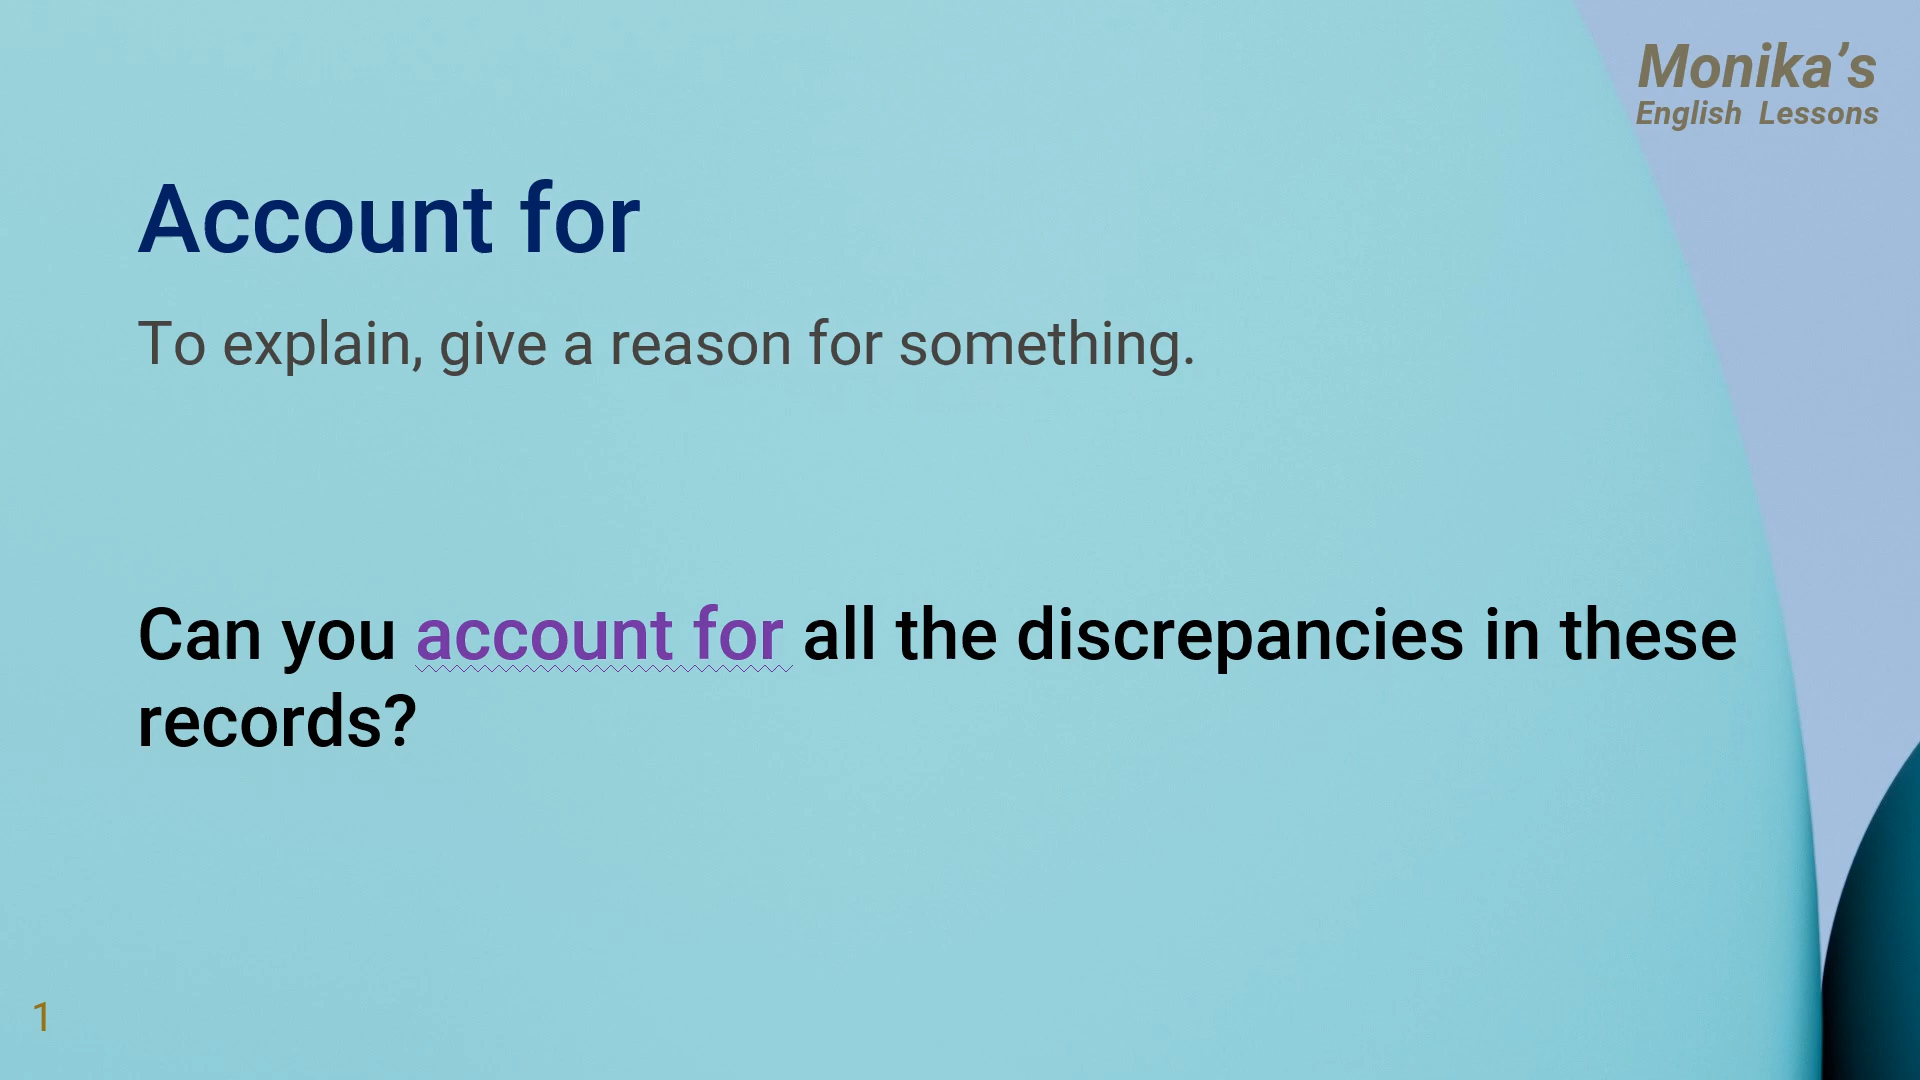 Monika’s
English Lessons
Account for
To explain, give a reason for something.
Can you account for all the discrepancies in these
records?
1